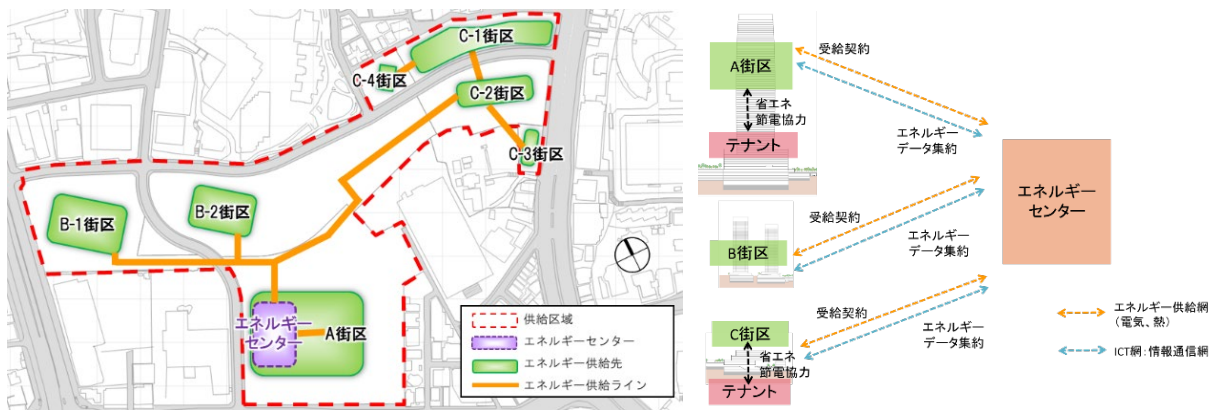 C-1街区
C-4街区
C-2街区
C-3街区
B-1街区
B-2街区
エネルギー
センター
A街区
供給区域
エネルギーセンター
エネルギー供給先
エネルギー供給ライン
A街区
省エネ
節電協力
テナント
受給契約
エネルギー
データ集約
B街区
受給契約
エネルギー
データ集約
C街区
省エネ
節電協力
テナント
受給契約
エネルギー
データ集約
エネルギー
センター
エネルギー供給網
(電気、熱)
ICT網:情報通信網